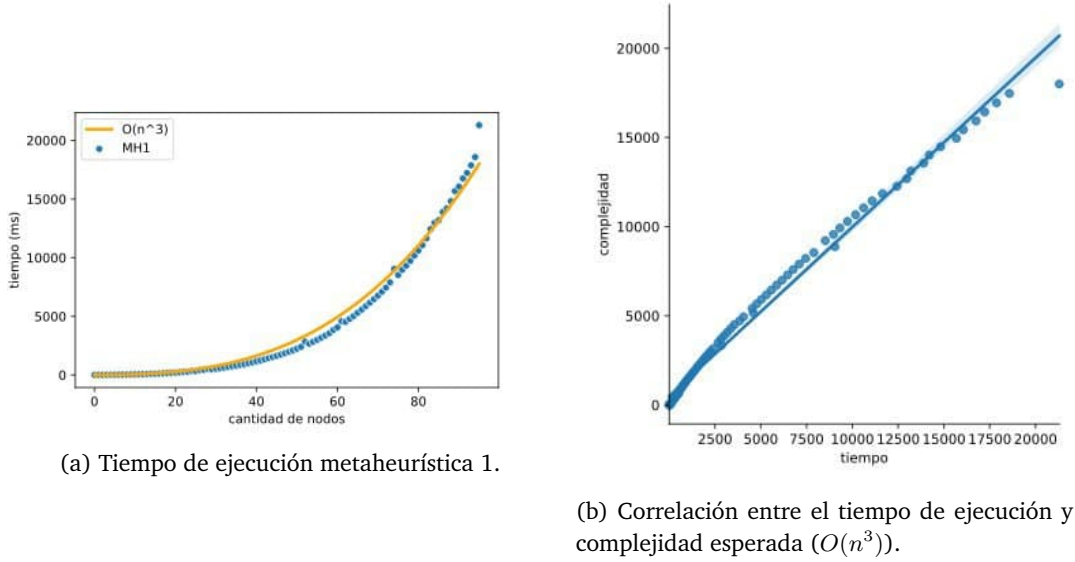 O(n^3)
MH1
20000
15000
10000
5000
0
tiempo (ms)
0 20 40 60 80
cantidad de nodos
(a) Tiempo de ejecución metaheurística 1.
20000
15000
10000
5000
0
complejidad
2500 5000 7500 10000 12500 15000 17500 20000
tiempo
(b) Correlación entre el tiempo de ejecución y
complejidad esperada (O(n³)).